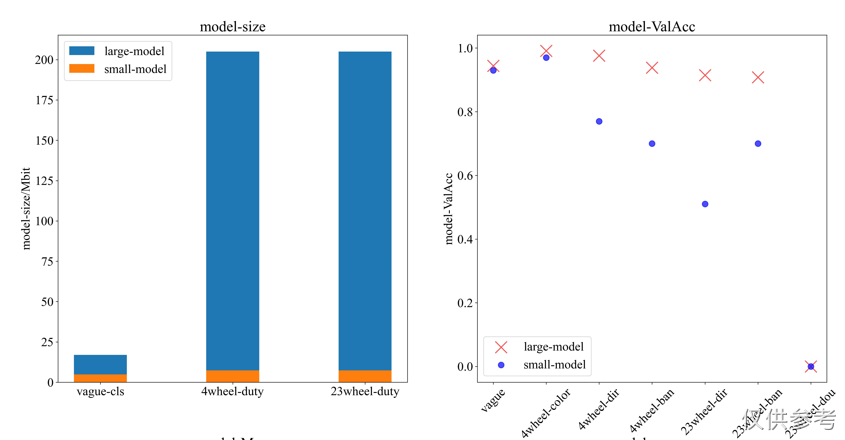 model-size
200
175
150
125
100
75
50
25
0
model-size/Mbit
large-model
small-model
vague-cls
4wheel-duty
23wheel-duty
model-ValAcc
1.0
0.8
0.6
0.4
0.2
0.0
model-ValAcc
large-model
small-model
vague
4wheel-color
4wheel-dir
4wheel-ban
23wheel-dir
23wheel-ban
23wheel-dou
仅供参考